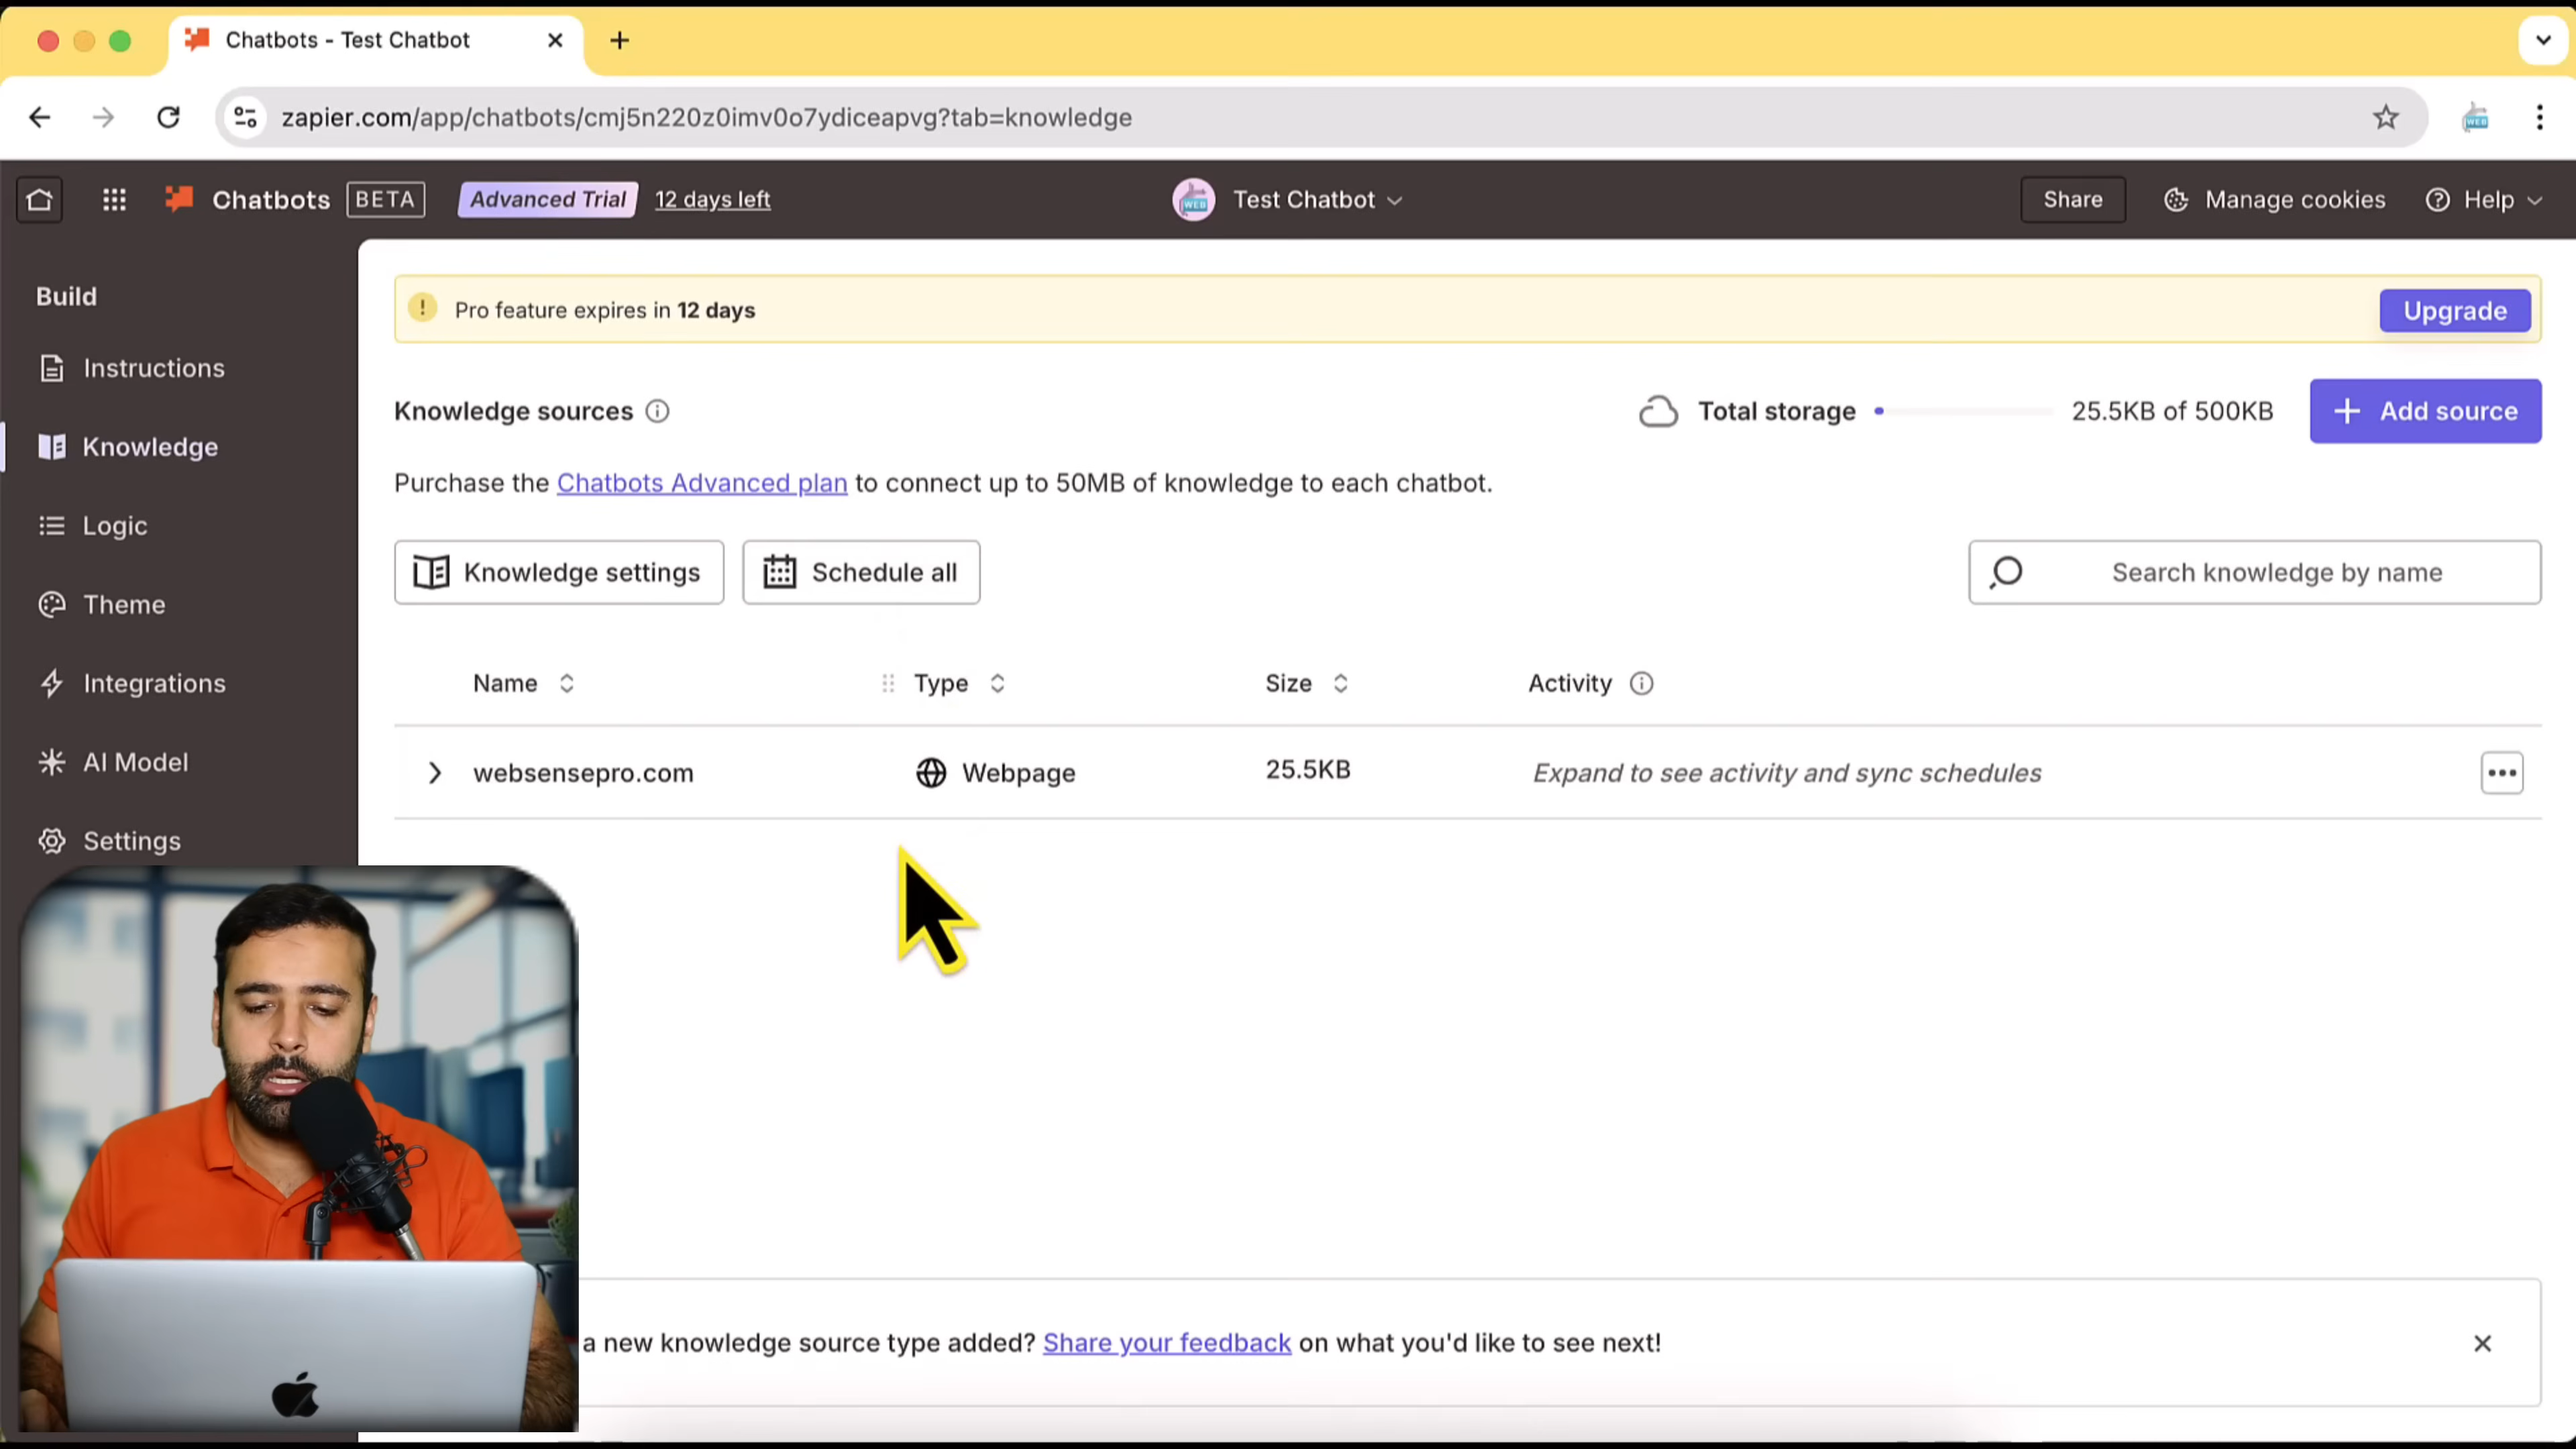 Chatbots - Test Chatbot
zapier.com/app/chatbots/cmj5n220z0imv0o7ydiceapvg?tab=knowledge
WEB
Chatbots BETA Advanced Trial 12 days left
WEB Test Chatbot
Share Manage cookies Help
Build
Instructions
Knowledge
Logic
Theme
Integrations
AI Model
Settings
Pro feature expires in 12 days
Upgrade
Knowledge sources
Total storage 25.5KB of 500KB
Add source
Purchase the Chatbots Advanced plan to connect up to 50MB of knowledge to each chatbot.
Knowledge settings Schedule all
Search knowledge by name
Name Type Size Activity
websensepro.com Webpage 25.5KB Expand to see activity and sync schedules
a new knowledge source type added? Share your feedback on what you'd like to see next!